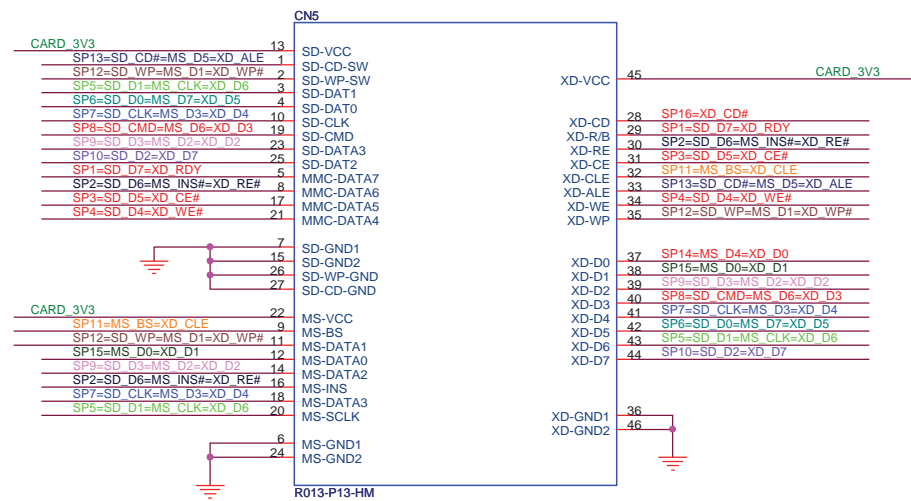 CN5
CARD_3V3 13 SD-VCC
SP13=SD_CD#=MS_D5=XD_ALE 1 SD-CD-SW
SP12=SD_WP=MS_D1=XD_WP# 2 SD-WP-SW
SP5=SD_D1=MS_CLK=XD_D6 3 SD-DAT1
SP6=SD_D0=MS_D7=XD_D5 4 SD-DAT0
SP7=SD_CLK=MS_D3=XD_D4 10 SD-CLK
SP8=SD_CMD=MS_D6=XD_D3 19 SD-CMD
SP9=SD_D3=MS_D2=XD_D2 23 SD-DATA3
SP10=SD_D2=XD_D7 25 SD-DAT2
SP1=SD_D7=XD_RDY 5 MMC-DATA7
SP2=SD_D6=MS_INS#=XD_RE# 8 MMC-DATA6
SP3=SD_D5=XD_CE# 17 MMC-DATA5
SP4=SD_D4=XD_WE# 21 MMC-DATA4
7 SD-GND1
15 SD-GND2
26 SD-WP-GND
27 SD-CD-GND
CARD_3V3 22 MS-VCC
SP11=MS_BS=XD_CLE 9 MS-BS
SP12=SD_WP=MS_D1=XD_WP# 11 MS-DATA1
SP15=MS_D0=XD_D1 12 MS-DATA0
SP9=SD_D3=MS_D2=XD_D2 14 MS-DATA2
SP2=SD_D6=MS_INS#=XD_RE# 16 MS-INS
SP7=SD_CLK=MS_D3=XD_D4 18 MS-DATA3
SP5=SD_D1=MS_CLK=XD_D6 20 MS-SCLK
6 MS-GND1
24 MS-GND2
XD-VCC 45 CARD_3V3
XD-CD 28 SP16=XD_CD#
XD-R/B 29 SP1=SD_D7=XD_RDY
XD-RE 30 SP2=SD_D6=MS_INS#=XD_RE#
XD-CE 31 SP3=SD_D5=XD_CE#
XD-CLE 32 SP11=MS_BS=XD_CLE
XD-ALE 33 SP13=SD_CD#=MS_D5=XD_ALE
XD-WE 34 SP4=SD_D4=XD_WE#
XD-WP 35 SP12=SD_WP=MS_D1=XD_WP#
XD-D0 37 SP14=MS_D4=XD_D0
XD-D1 38 SP15=MS_D0=XD_D1
XD-D2 39 SP9=SD_D3=MS_D2=XD_D2
XD-D3 40 SP8=SD_CMD=MS_D6=XD_D3
XD-D4 41 SP7=SD_CLK=MS_D3=XD_D4
XD-D5 42 SP6=SD_D0=MS_D7=XD_D5
XD-D6 43 SP5=SD_D1=MS_CLK=XD_D6
XD-D7 44 SP10=SD_D2=XD_D7
XD-GND1 36
XD-GND2 46
R013-P13-HM